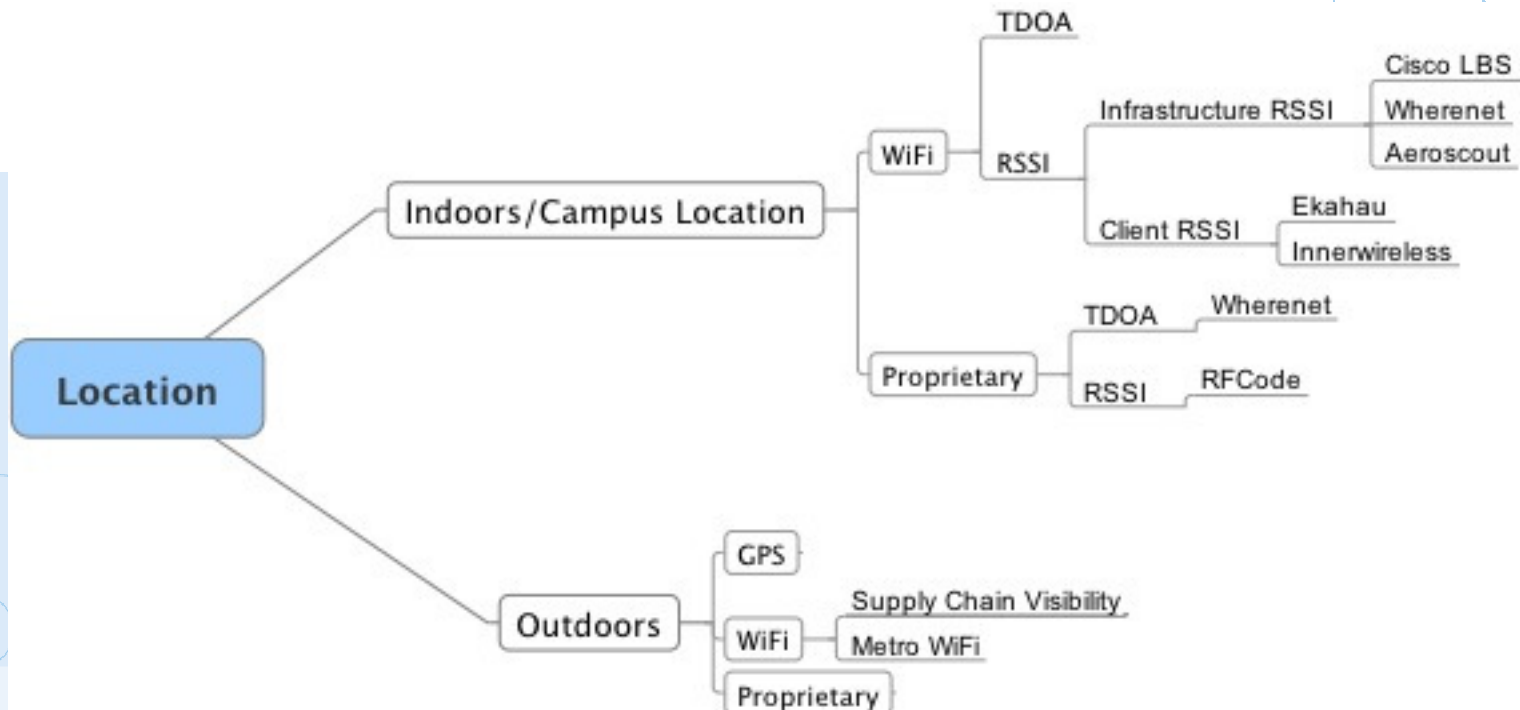 TDOA
Cisco LBS
Infrastructure RSSI
Wherenet
Aeroscout
WiFi
RSSI
Indoors/Campus Location
Ekahau
Client RSSI
Innerwireless
Wherenet
TDOA
Proprietary
RFCode
RSSI
Location
GPS
Supply Chain Visibility
Outdoors
WiFi
Metro WiFi
Proprietary